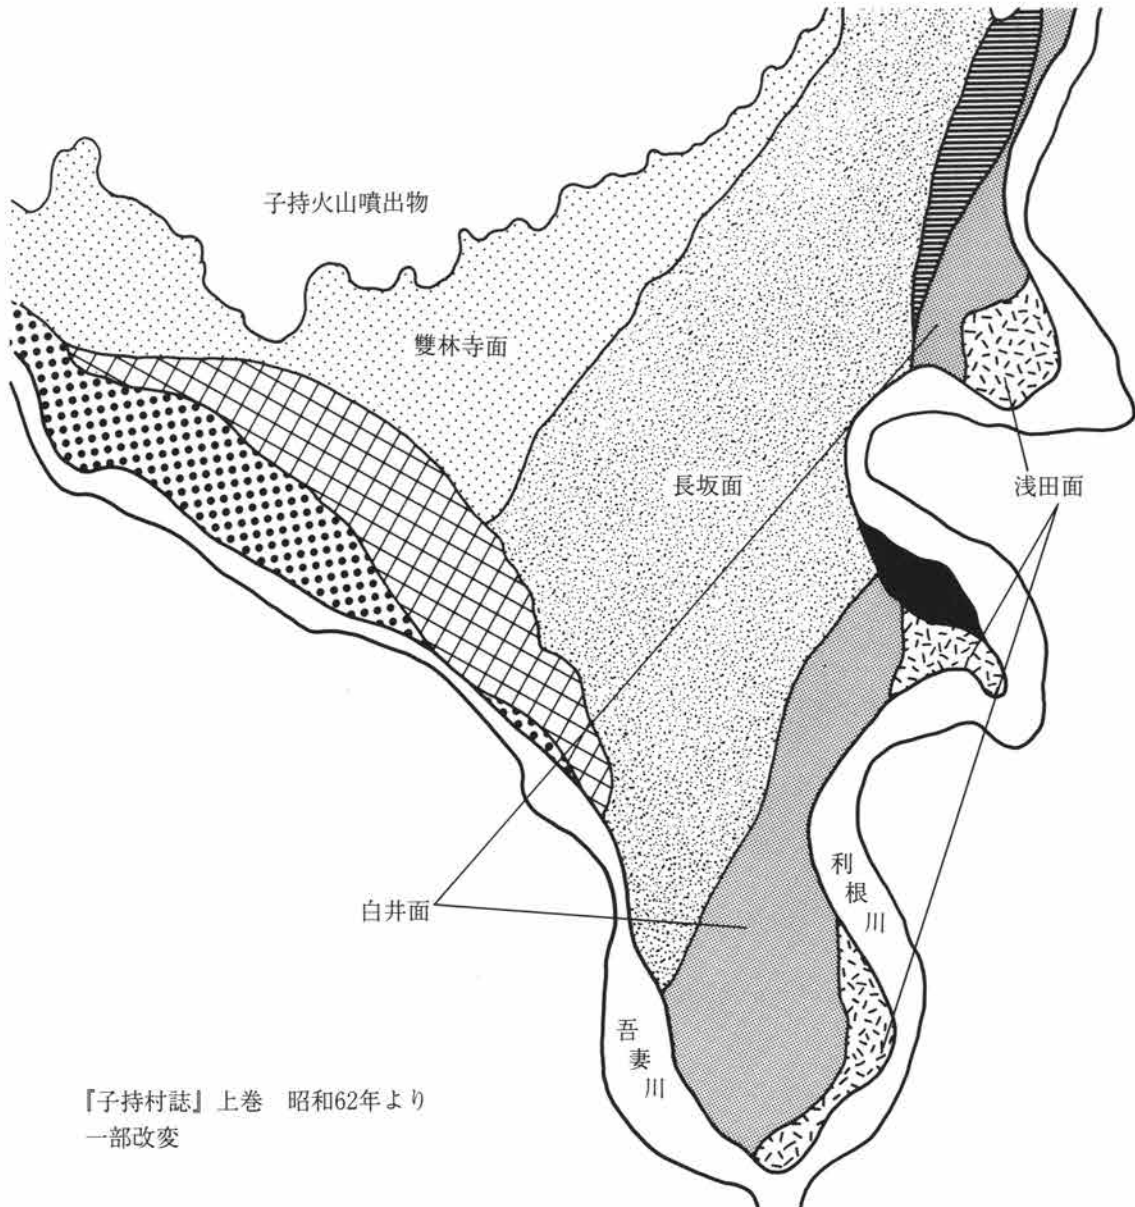 子持火山噴出物
雙林寺面
長坂面
浅田面
白井面
利根川
吾妻川
『子持村誌』上巻　昭和62年より
一部改変